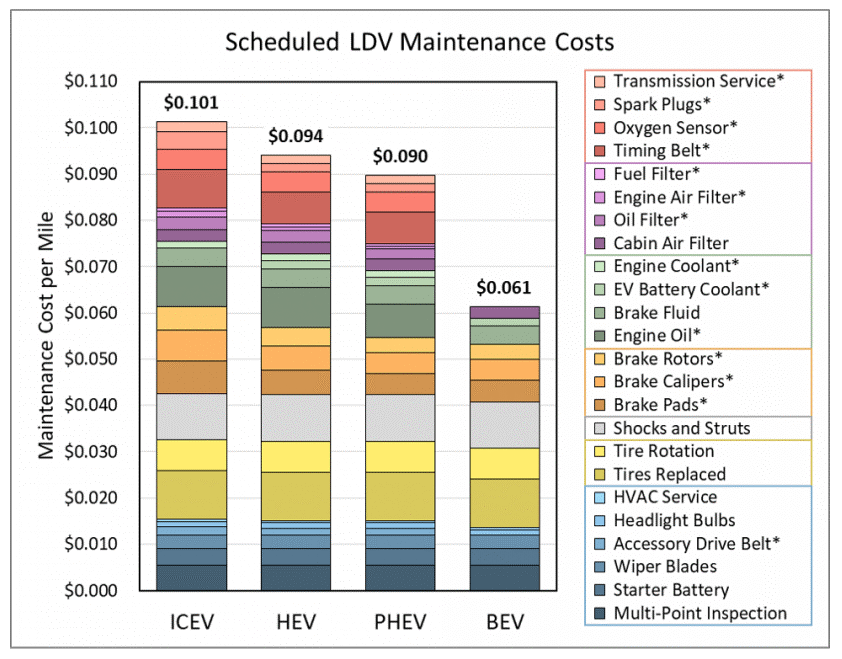 Scheduled LDV Maintenance Costs
Maintenance Cost per Mile
$0.110
$0.100
$0.090
$0.080
$0.070
$0.060
$0.050
$0.040
$0.030
$0.020
$0.010
$0.000
$0.101
$0.094
$0.090
$0.061
ICEV
HEV
PHEV
BEV
Transmission Service*
Spark Plugs*
Oxygen Sensor*
Timing Belt*
Fuel Filter*
Engine Air Filter*
Oil Filter*
Cabin Air Filter
Engine Coolant*
EV Battery Coolant*
Brake Fluid
Engine Oil*
Brake Rotors*
Brake Calipers*
Brake Pads*
Shocks and Struts
Tire Rotation
Tires Replaced
HVAC Service
Headlight Bulbs
Accessory Drive Belt*
Wiper Blades
Starter Battery
Multi-Point Inspection